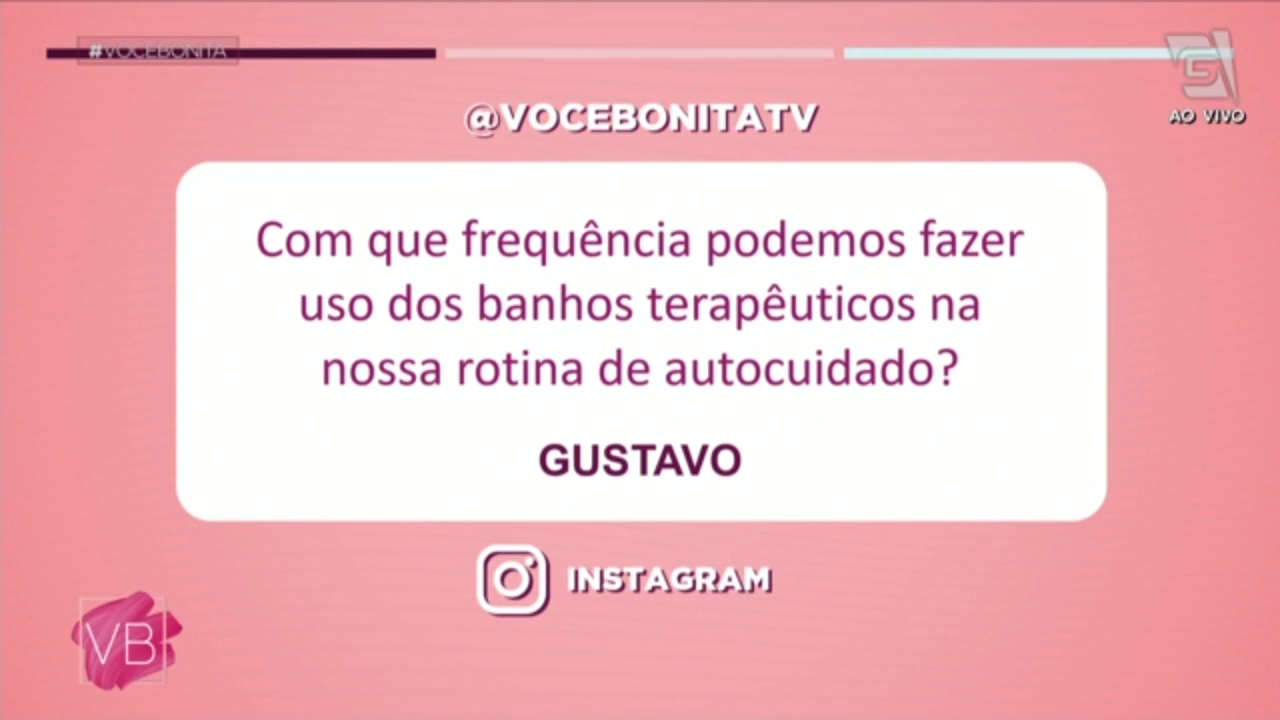 #VOCEBONITA
AO VIVO
@VOCEBONITATV
Com que frequência podemos fazer
uso dos banhos terapêuticos na
nossa rotina de autocuidado?
GUSTAVO
INSTAGRAM
VB